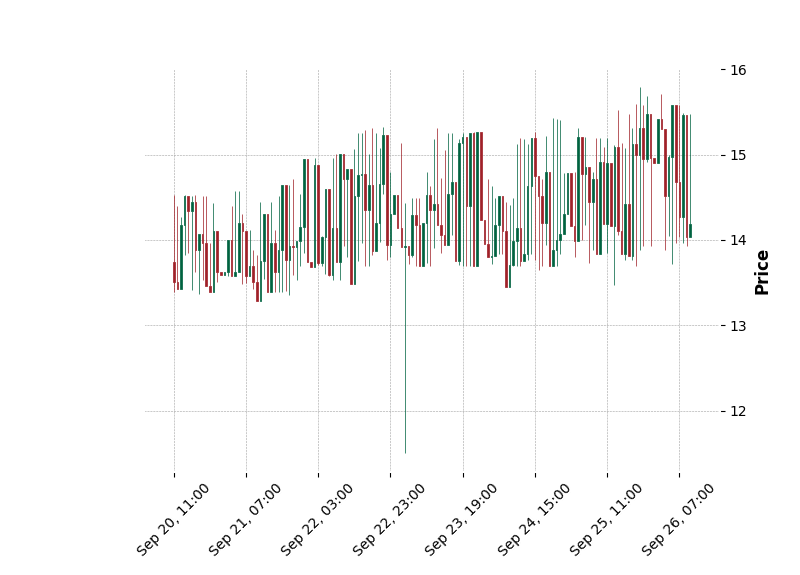 16
15
14
13
12
Price
Sep 20, 11:00
Sep 21, 07:00
Sep 22, 03:00
Sep 22, 23:00
Sep 23, 19:00
Sep 24, 15:00
Sep 25, 11:00
Sep 26, 07:00